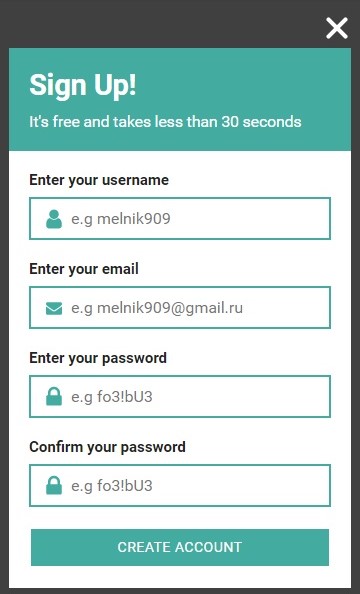 Sign Up!
It's free and takes less than 30 seconds
Enter your username
e.g melnik909
Enter your email
e.g melnik909@gmail.ru
Enter your password
e.g fo3!bU3
Confirm your password
e.g fo3!bU3
CREATE ACCOUNT